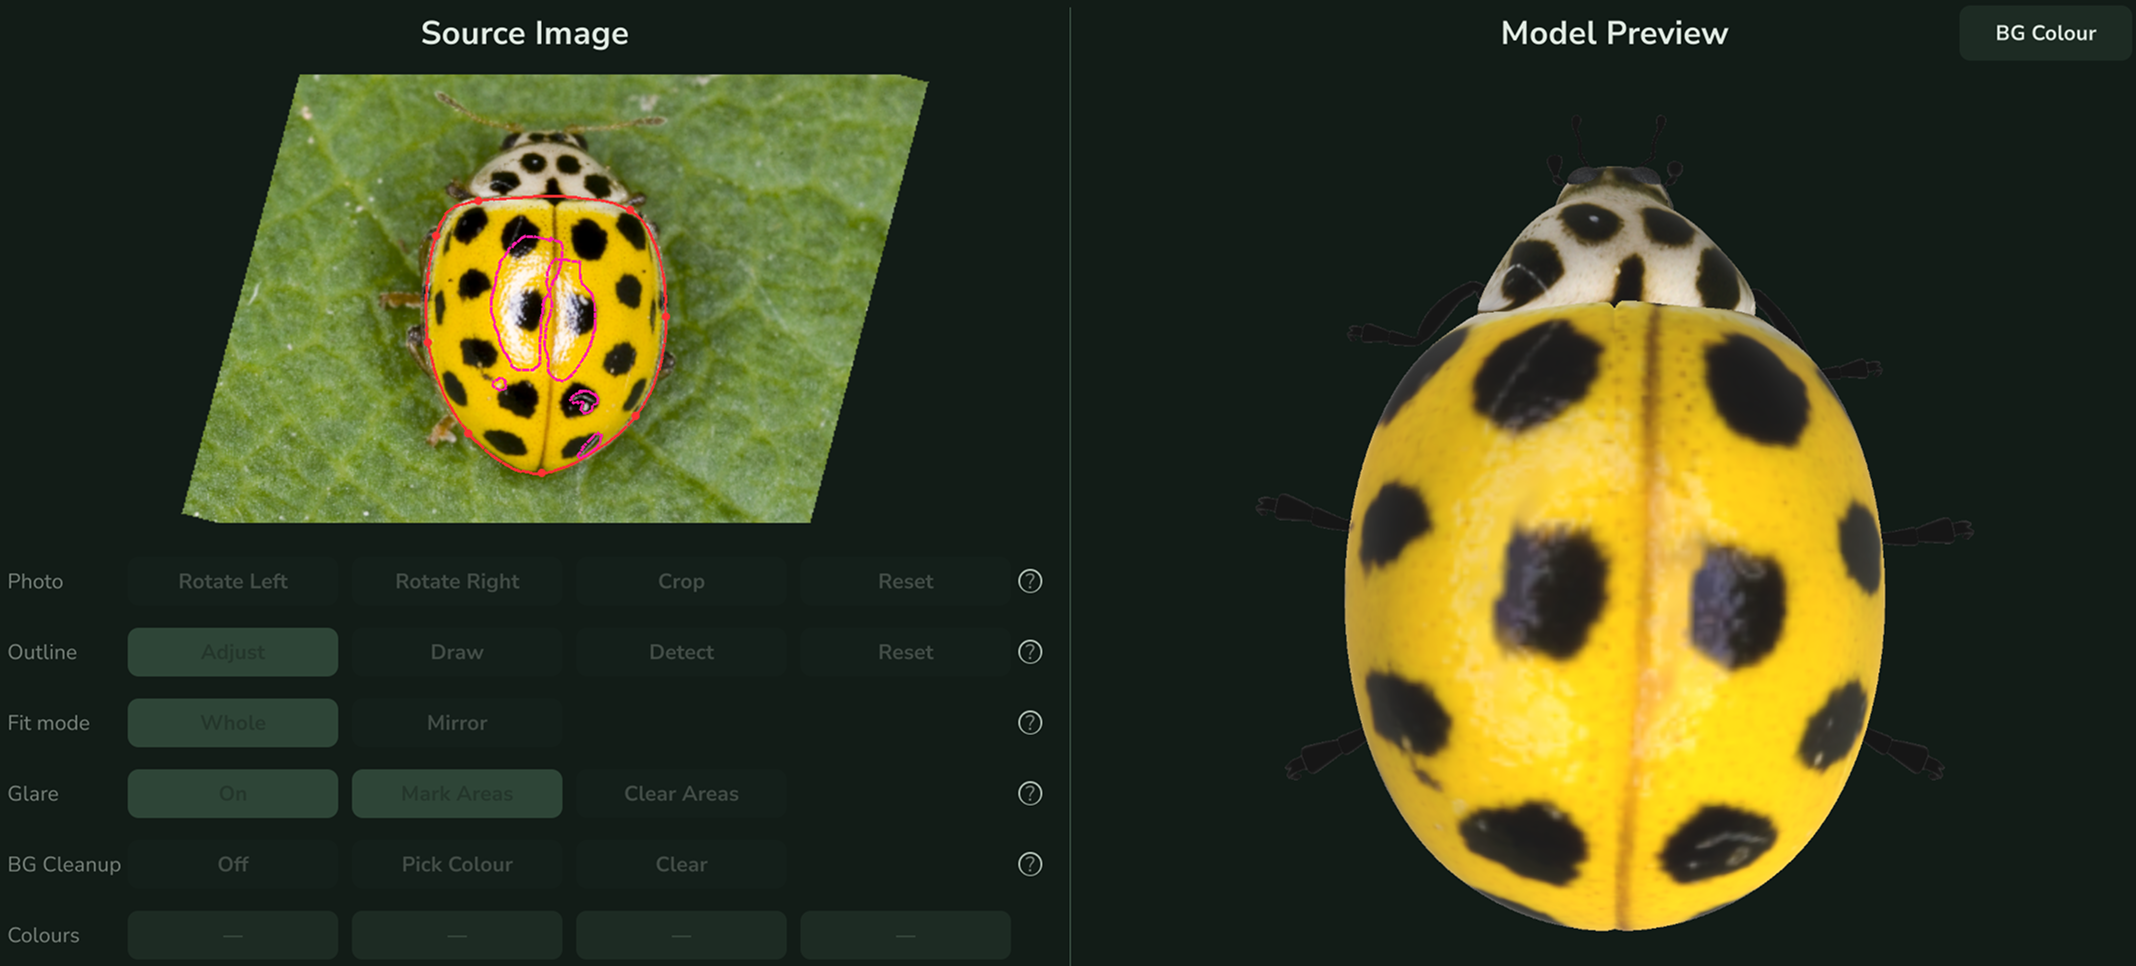 Source Image
Model Preview
BG Colour
Photo
Rotate Left
Rotate Right
Crop
Reset
?
Outline
Adjust
Draw
Detect
Reset
?
Fit mode
Whole
Mirror
?
Glare
On
Mark Areas
Clear Areas
?
BG Cleanup
Off
Pick Colour
Clear
?
Colours
—
—
—
—